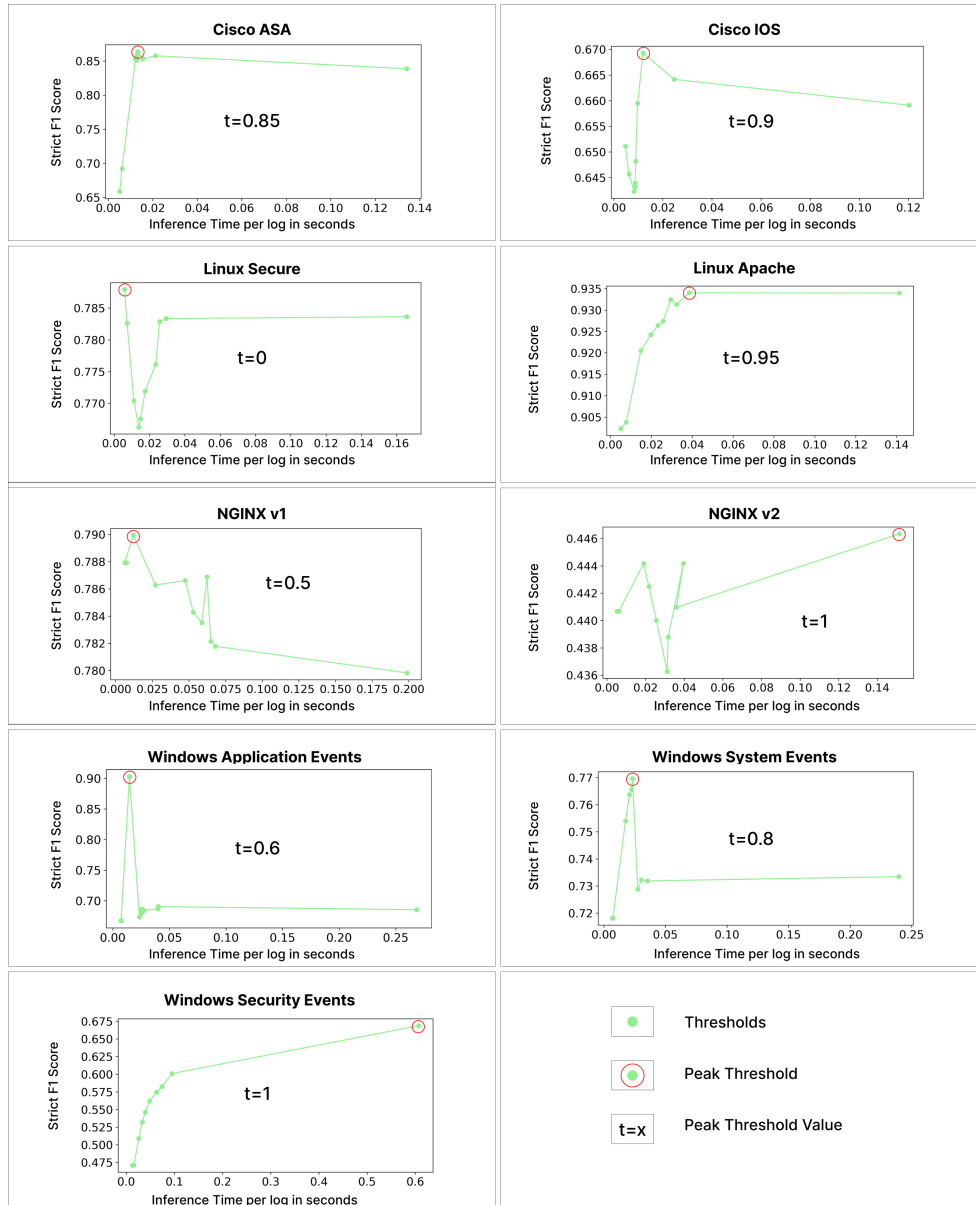 Cisco ASA
Strict F1 Score
0.85
0.80
0.75
0.70
0.65
t=0.85
0.00 0.02 0.04 0.06 0.08 0.10 0.12 0.14
Inference Time per log in seconds
Cisco IOS
Strict F1 Score
0.670
0.665
0.660
0.655
0.650
0.645
t=0.9
0.00 0.02 0.04 0.06 0.08 0.10 0.12
Inference Time per log in seconds
Linux Secure
Strict F1 Score
0.785
0.780
0.775
0.770
t=0
0.00 0.02 0.04 0.06 0.08 0.10 0.12 0.14 0.16
Inference Time per log in seconds
Linux Apache
Strict F1 Score
0.935
0.930
0.925
0.920
0.915
0.910
0.905
t=0.95
0.00 0.02 0.04 0.06 0.08 0.10 0.12 0.14
Inference Time per log in seconds
NGINX v1
Strict F1 Score
0.790
0.788
0.786
0.784
0.782
0.780
t=0.5
0.000 0.025 0.050 0.075 0.100 0.125 0.150 0.175 0.200
Inference Time per log in seconds
NGINX v2
Strict F1 Score
0.446
0.444
0.442
0.440
0.438
0.436
t=1
0.00 0.02 0.04 0.06 0.08 0.10 0.12 0.14
Inference Time per log in seconds
Windows Application Events
Strict F1 Score
0.90
0.85
0.80
0.75
0.70
t=0.6
0.00 0.05 0.10 0.15 0.20 0.25
Inference Time per log in seconds
Windows System Events
Strict F1 Score
0.77
0.76
0.75
0.74
0.73
0.72
t=0.8
0.00 0.05 0.10 0.15 0.20 0.25
Inference Time per log in seconds
Windows Security Events
Strict F1 Score
0.675
0.650
0.625
0.600
0.575
0.550
0.525
0.500
0.475
t=1
0.0 0.1 0.2 0.3 0.4 0.5 0.6
Inference Time per log in seconds
Thresholds
Peak Threshold
t=x Peak Threshold Value